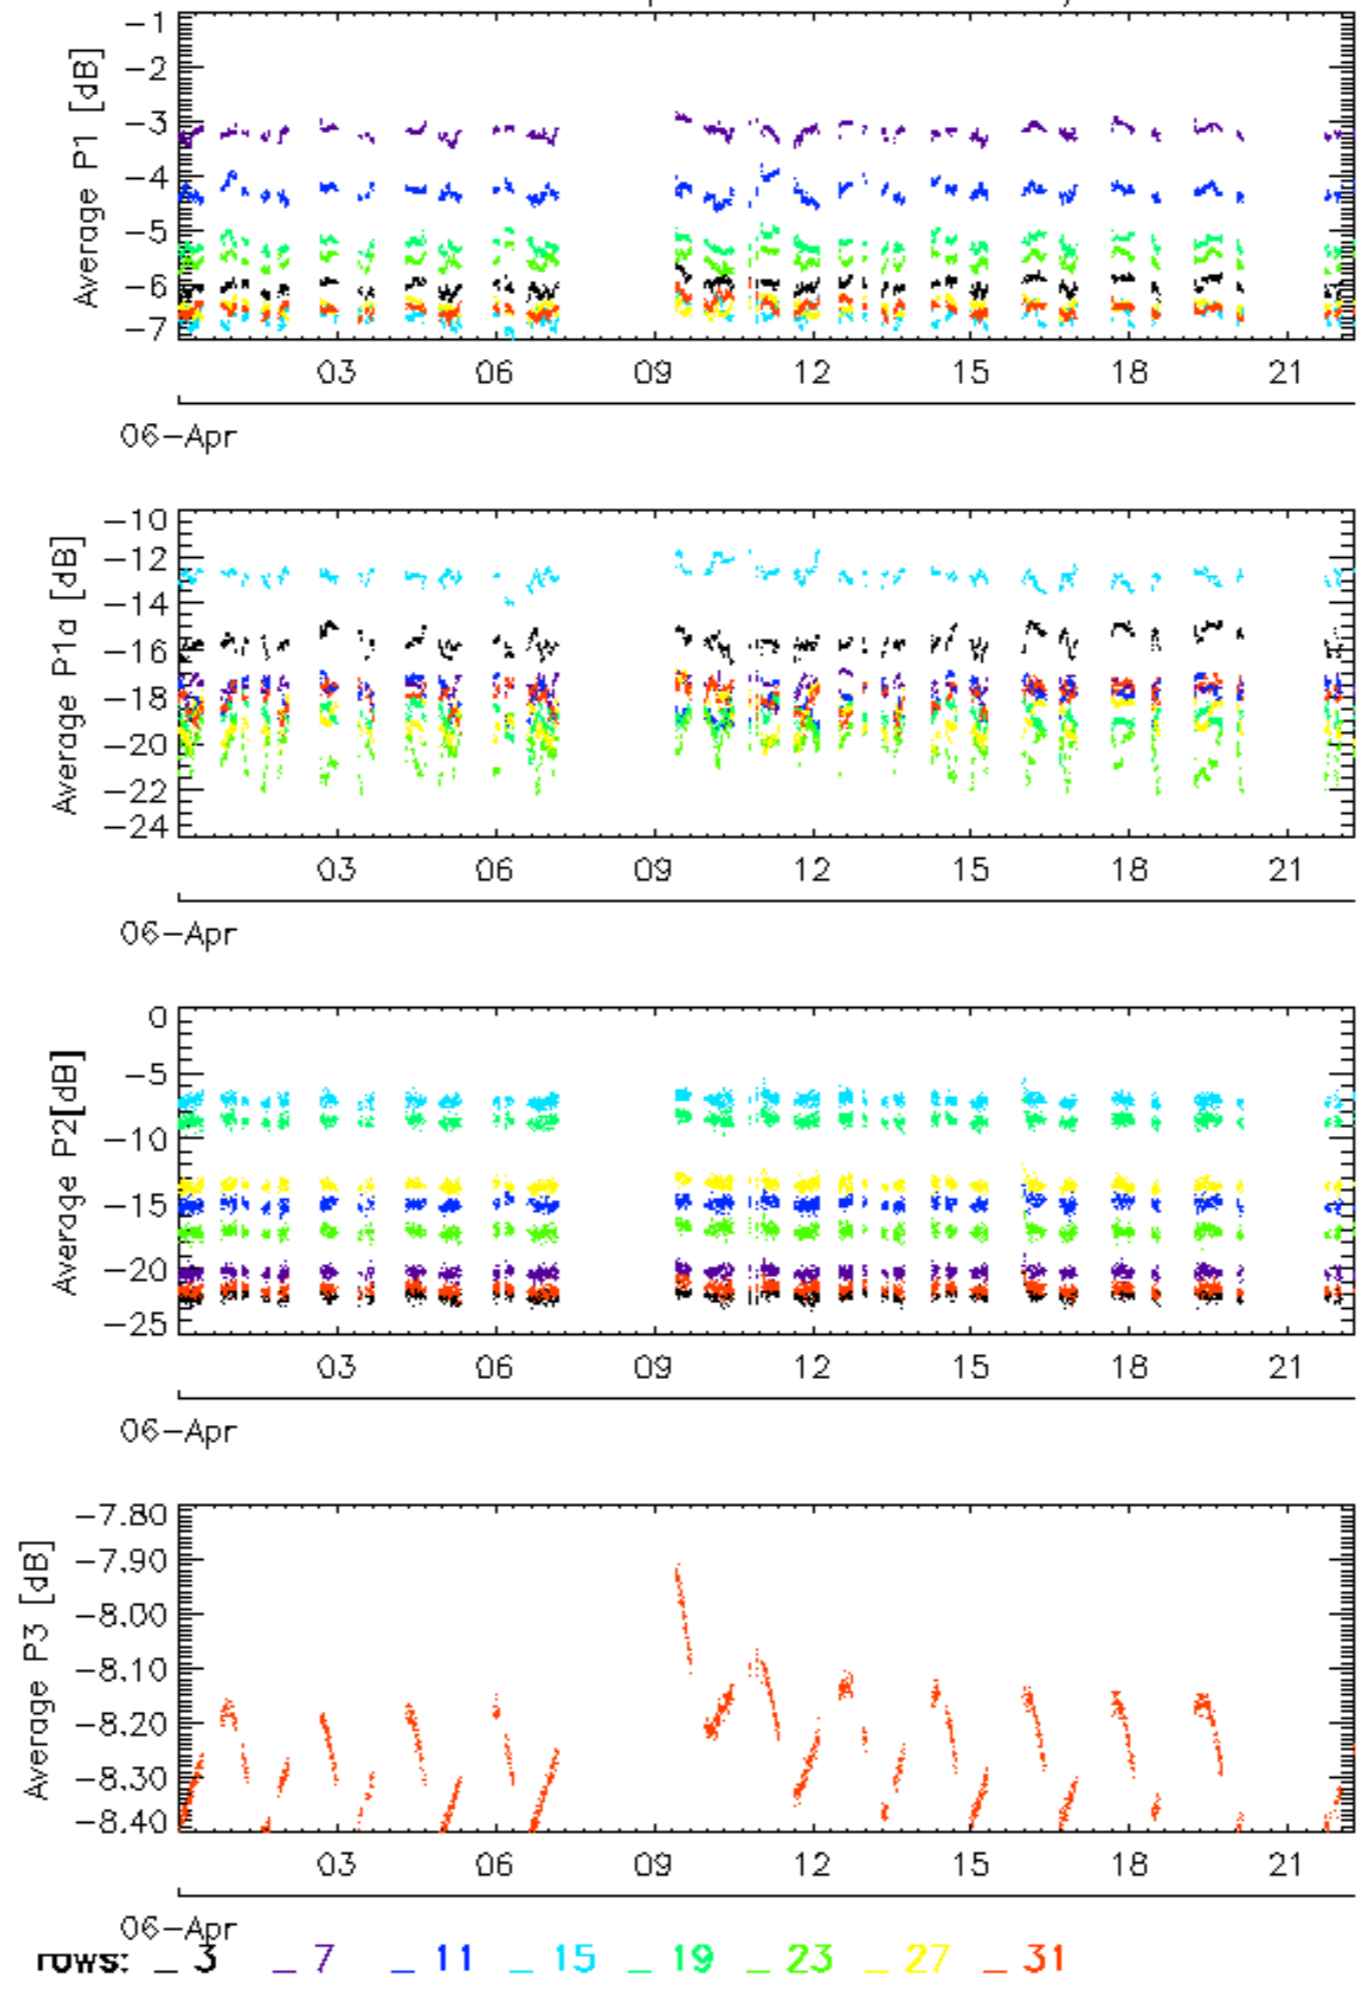 -1
-2
-3
-4
-5
-6
-7
Average P1 [dB]
03 06 09 12 15 18 21
06-Apr
-10
-12
-14
-16
-18
-20
-22
-24
Average P1a [dB]
03 06 09 12 15 18 21
06-Apr
0
-5
-10
-15
-20
-25
Average P2[dB]
03 06 09 12 15 18 21
06-Apr
-7.80
-7.90
-8.00
-8.10
-8.20
-8.30
-8.40
Average P3 [dB]
03 06 09 12 15 18 21
06-Apr
rows: _ 3 _ 7 _ 11 _ 15 _ 19 _ 23 _ 27 _ 31